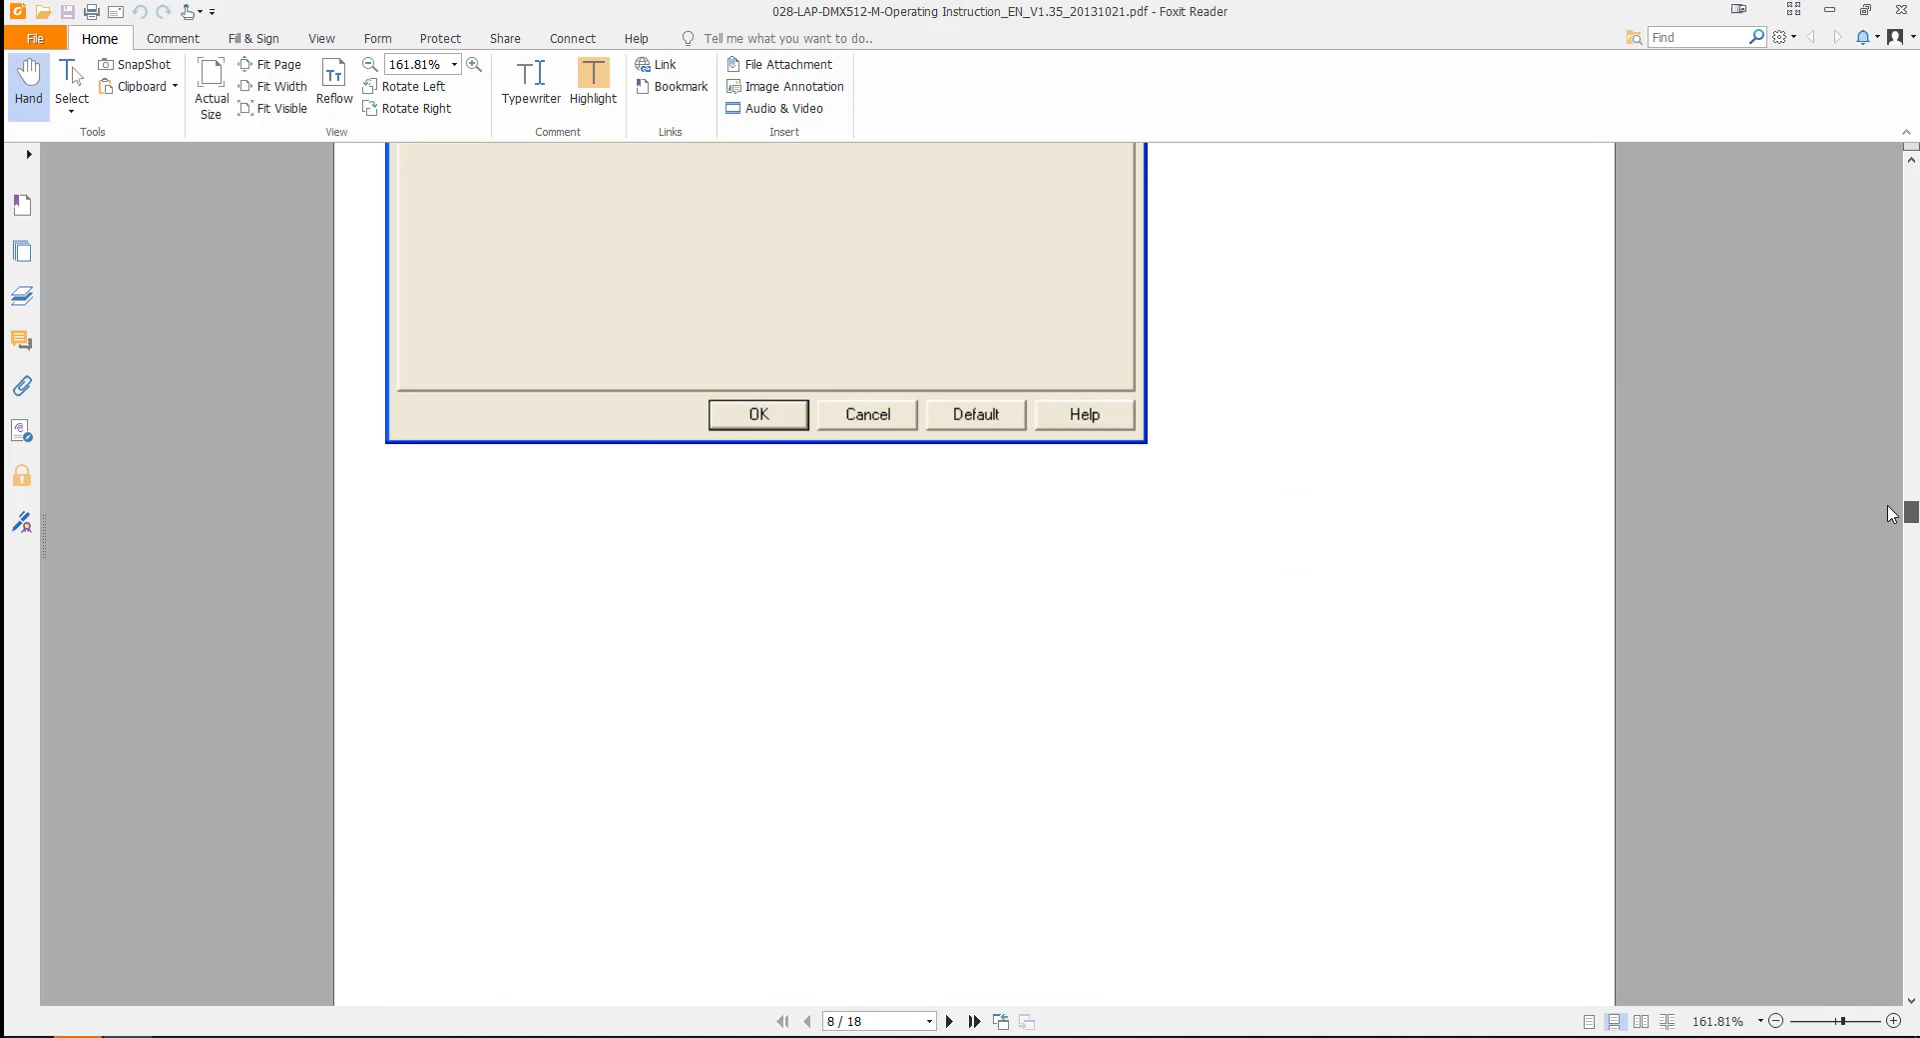 028-LAP-DMX512-M-Operating Instruction_EN_V1.35_20131021.pdf - Foxit Reader
File Home Comment Fill & Sign View Form Protect Share Connect Help Tell me what you want to do.. Find
Hand
Select
SnapShot
Clipboard
Tools
Actual Size
Fit Page
Fit Width
Fit Visible
Reflow
161.81%
Rotate Left
Rotate Right
View
Typewriter
Highlight
Comment
Link
Bookmark
Links
File Attachment
Image Annotation
Audio & Video
Insert
OK Cancel Default Help
8 / 18
161.81%